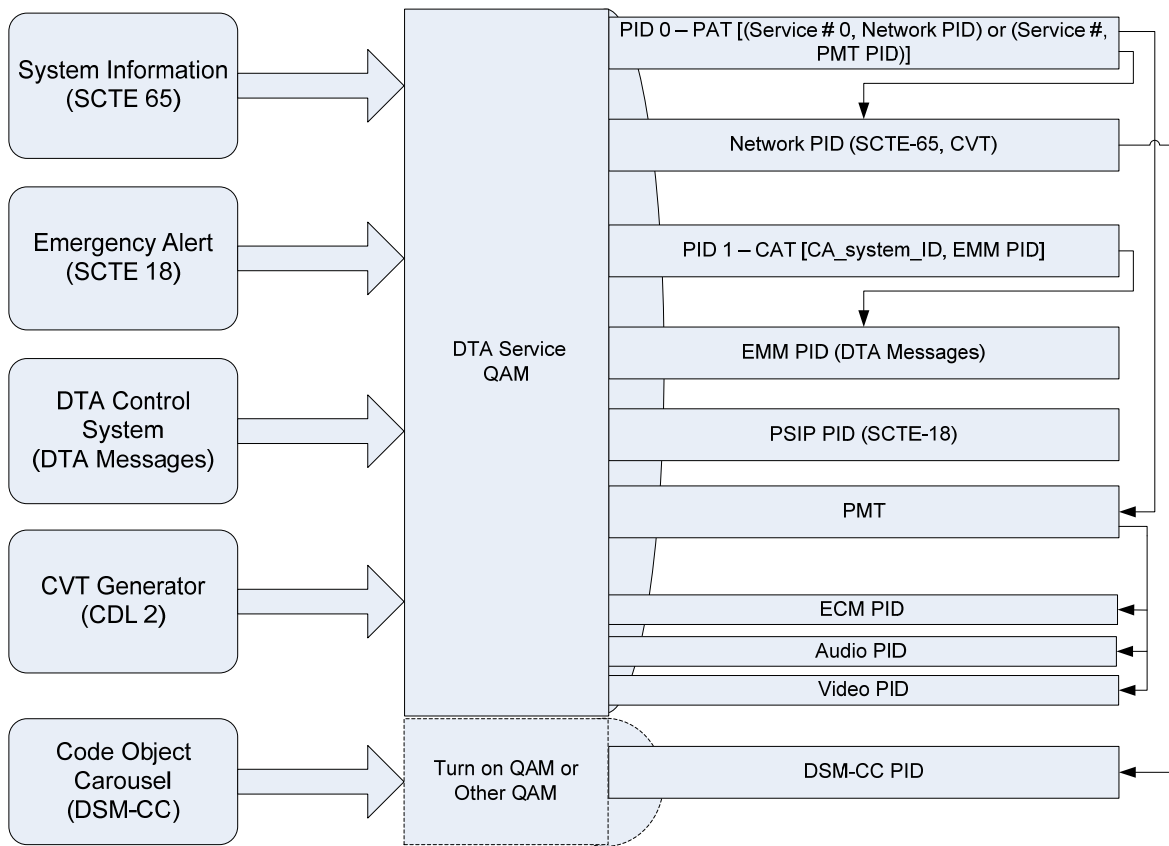 System Information
(SCTE 65)
Emergency Alert
(SCTE 18)
DTA Control
System
(DTA Messages)
CVT Generator
(CDL 2)
Code Object
Carousel
(DSM-CC)
DTA Service
QAM
Turn on QAM or
Other QAM
PID 0 – PAT [(Service # 0, Network PID) or (Service #,
PMT PID)]
Network PID (SCTE-65, CVT)
PID 1 – CAT [CA_system_ID, EMM PID]
EMM PID (DTA Messages)
PSIP PID (SCTE-18)
PMT
ECM PID
Audio PID
Video PID
DSM-CC PID